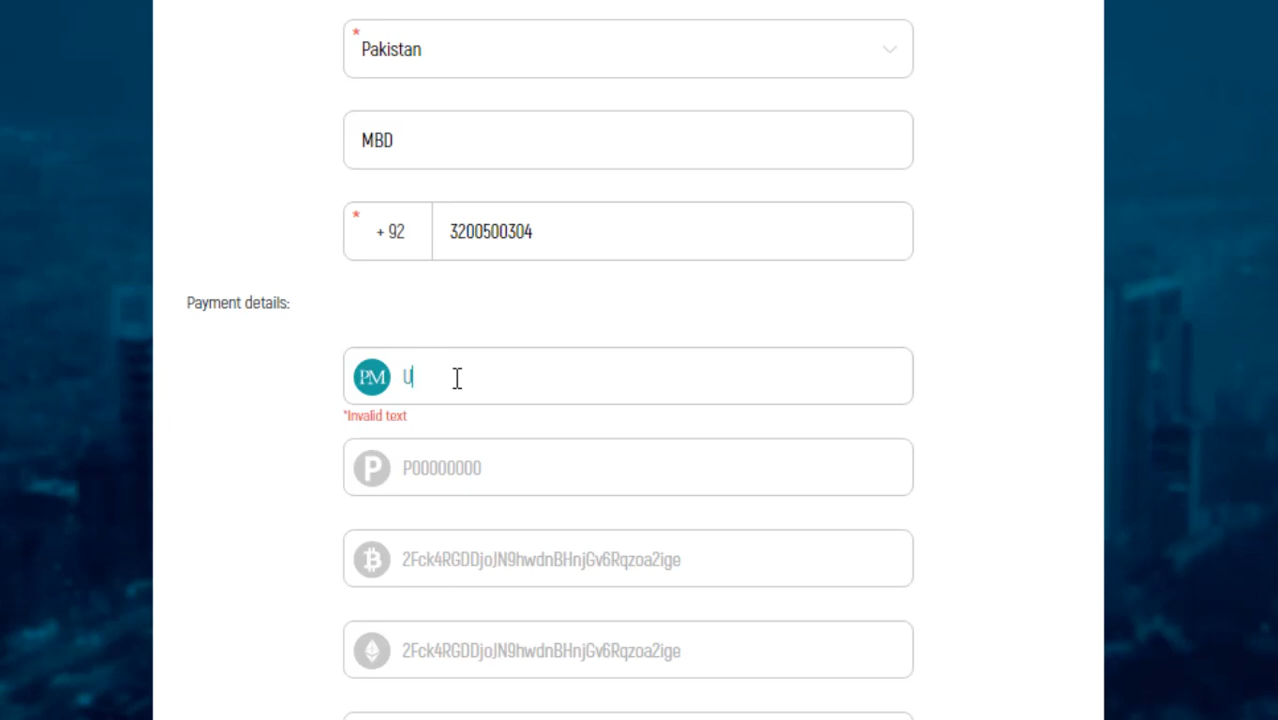 *
Pakistan
MBD
*
+ 92 3200500304
Payment details:
PM U
*Invalid text
P P00000000
2Fck4RGDDjoJN9hwdnBHnjGv6Rqzoa2ige
2Fck4RGDDjoJN9hwdnBHnjGv6Rqzoa2ige